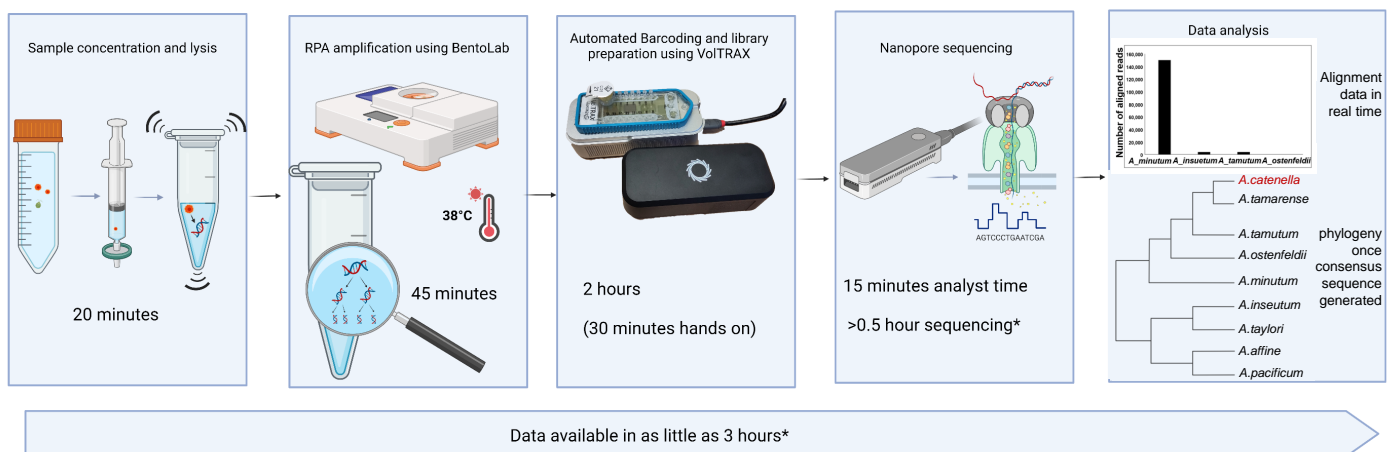 Sample concentration and lysis
20 minutes
RPA amplification using BentoLab
38°C
45 minutes
Automated Barcoding and library
preparation using VolTRAX
2 hours
(30 minutes hands on)
Nanopore sequencing
AGTCCCTGAATCGA
15 minutes analyst time
>0.5 hour sequencing*
Data analysis
Number of aligned reads
160,000
140,000
120,000
100,000
80,000
60,000
40,000
20,000
0
A_minutum A_insuetum A_tamutum A_ostenfeldii
Alignment
data in
real time
A.catenella
A.tamarense
A.tamutum
A.ostenfeldii
A.minutum
A.inseutum
A.taylori
A.affine
A.pacificum
phylogeny
once
consensus
sequence
generated
Data available in as little as 3 hours*